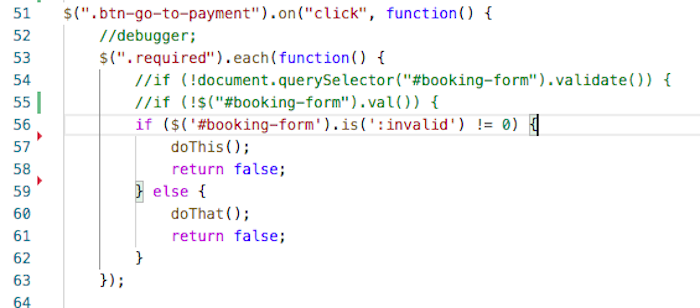 51 $(".btn-go-to-payment").on("click", function() {
52 //debugger;
53 $(".required").each(function() {
54 //if (!document.querySelector("#booking-form").validate()) {
55 //if (!$("#booking-form").val()) {
56 if ($('#booking-form').is(':invalid') != 0) {
57 doThis();
58 return false;
59 } else {
60 doThat();
61 return false;
62 }
63 });
64